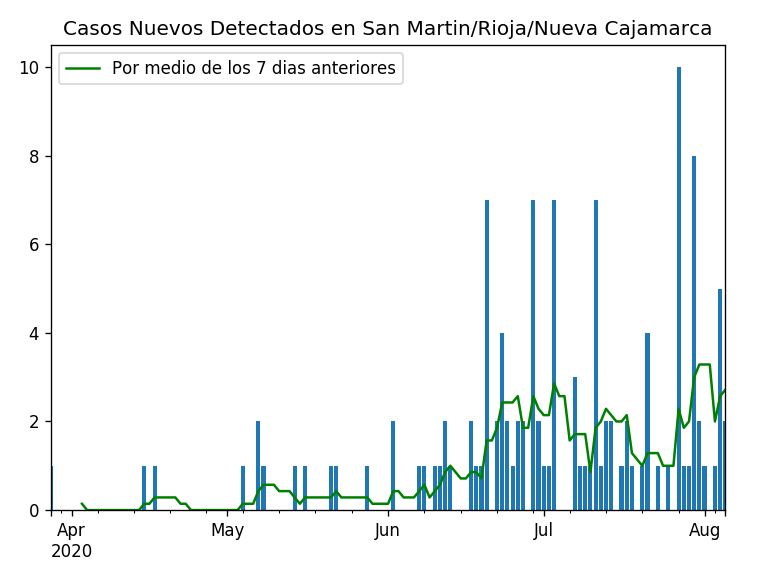 Casos Nuevos Detectados en San Martin/Rioja/Nueva Cajamarca
Por medio de los 7 dias anteriores
10
8
6
4
2
0
Apr May Jun Jul Aug
2020